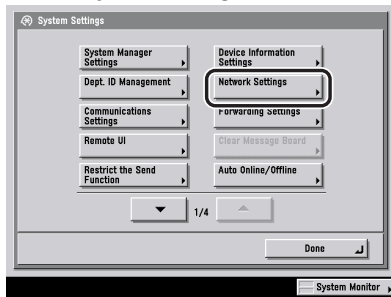 System Settings
System Manager
Settings
Device Information
Settings
Dept. ID Management
Network Settings
Communications
Settings
Forwarding Settings
Remote UI
Clear Message Board
Restrict the Send
Function
Auto Online/Offline
1/4
Done
System Monitor